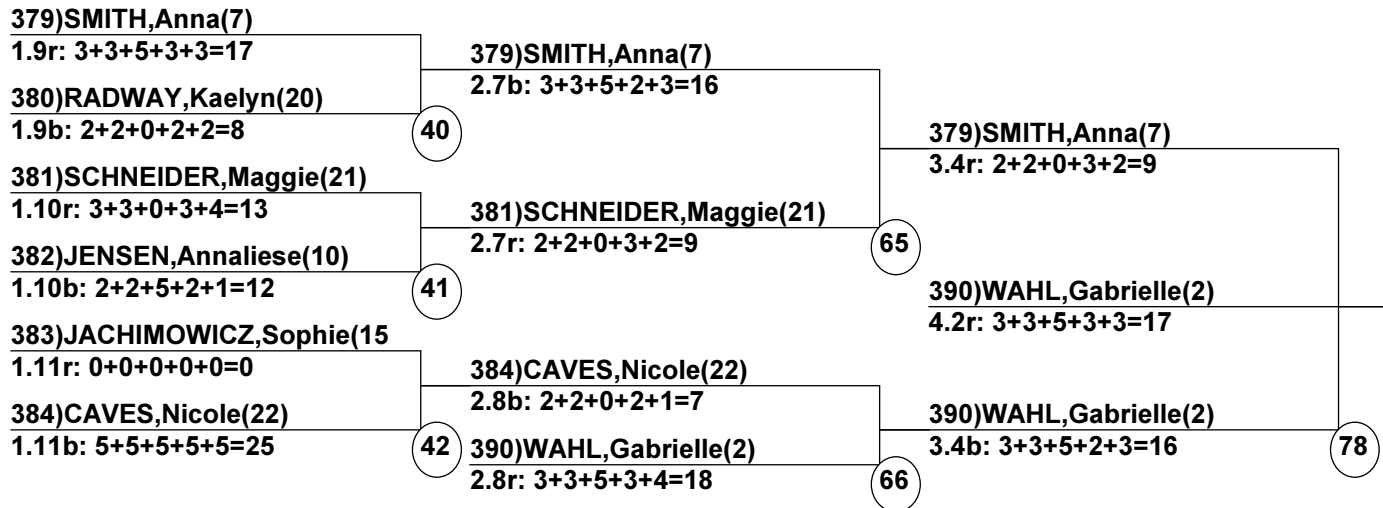 379)SMITH,Anna(7)
1.9r: 3+3+5+3+3=17
380)RADWAY,Kaelyn(20)
1.9b: 2+2+0+2+2=8
40
381)SCHNEIDER,Maggie(21)
1.10r: 3+3+0+3+4=13
382)JENSEN,Annaliese(10)
1.10b: 2+2+5+2+1=12
41
383)JACHIMOWICZ,Sophie(15
1.11r: 0+0+0+0+0=0
384)CAVES,Nicole(22)
1.11b: 5+5+5+5+5=25
42
379)SMITH,Anna(7)
2.7b: 3+3+5+2+3=16
381)SCHNEIDER,Maggie(21)
2.7r: 2+2+0+3+2=9
65
384)CAVES,Nicole(22)
2.8b: 2+2+0+2+1=7
390)WAHL,Gabrielle(2)
2.8r: 3+3+5+3+4=18
66
379)SMITH,Anna(7)
3.4r: 2+2+0+3+2=9
390)WAHL,Gabrielle(2)
4.2r: 3+3+5+3+3=17
390)WAHL,Gabrielle(2)
3.4b: 3+3+5+2+3=16
78